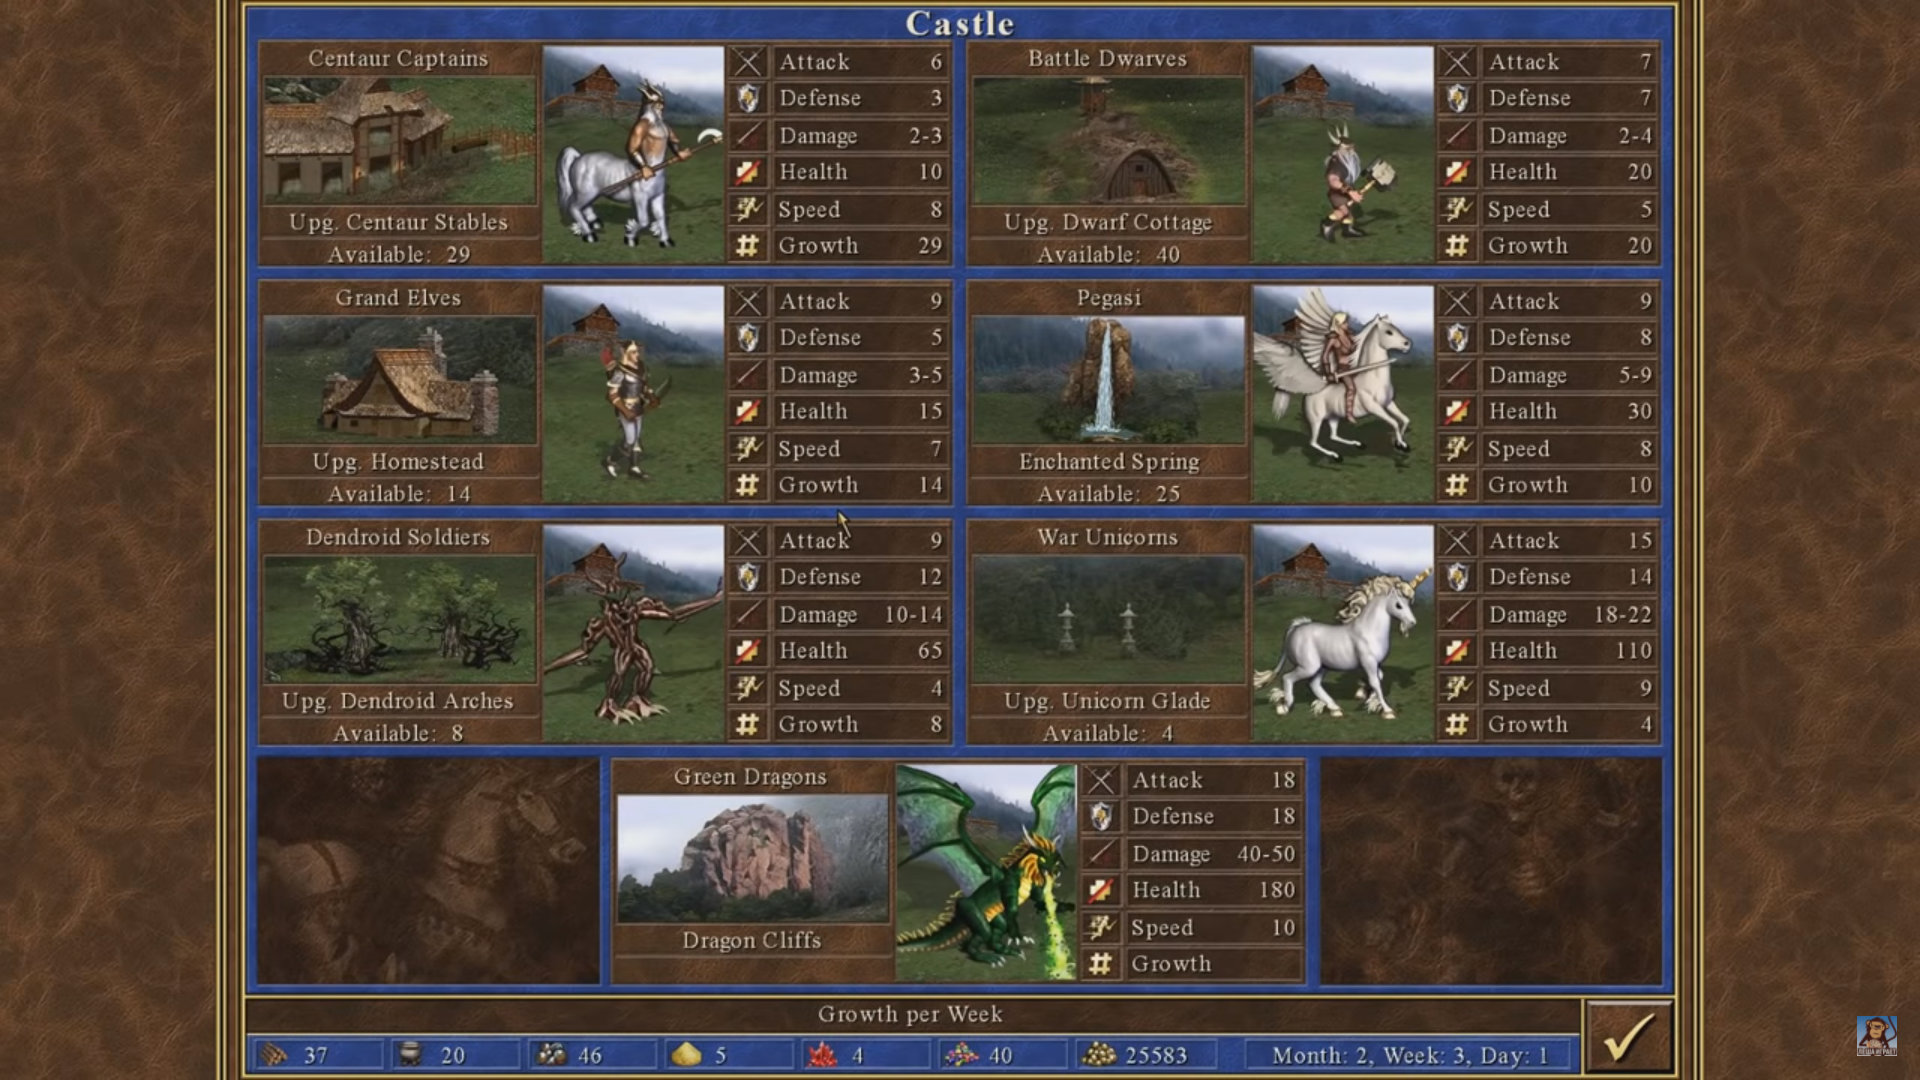 Castle
Centaur Captains
Upg. Centaur Stables
Available: 29
Attack 6
Defense 3
Damage 2-3
Health 10
Speed 8
Growth 29
Battle Dwarves
Upg. Dwarf Cottage
Available: 40
Attack 7
Defense 7
Damage 2-4
Health 20
Speed 5
Growth 20
Grand Elves
Upg. Homestead
Available: 14
Attack 9
Defense 5
Damage 3-5
Health 15
Speed 7
Growth 14
Pegasi
Enchanted Spring
Available: 25
Attack 9
Defense 8
Damage 5-9
Health 30
Speed 8
Growth 10
Dendroid Soldiers
Upg. Dendroid Arches
Available: 8
Attack 9
Defense 12
Damage 10-14
Health 65
Speed 4
Growth 8
War Unicorns
Upg. Unicorn Glade
Available: 4
Attack 15
Defense 14
Damage 18-22
Health 110
Speed 9
Growth 4
Green Dragons
Dragon Cliffs
Attack 18
Defense 18
Damage 40-50
Health 180
Speed 10
Growth
Growth per Week
37 20 46 5 4 40 25583 Month: 2, Week: 3, Day: 1